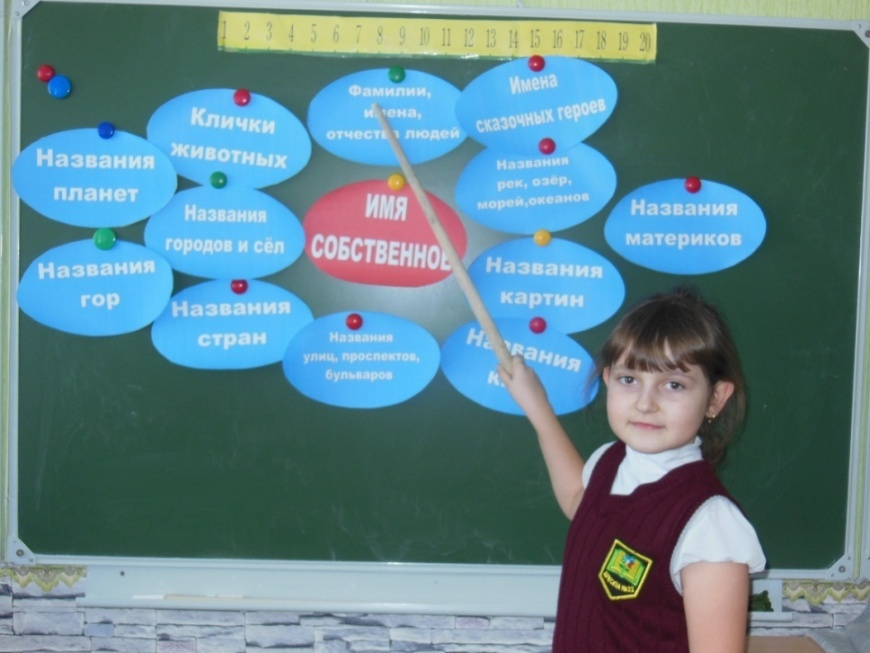 1 2 3 4 5 6 7 8 9 10 11 12 13 14 15 16 17 18 19 20
Фамилии,
имена,
отчества людей
Имена
сказочных героев
Клички
животных
Названия
планет
Названия
рек, озёр,
морей,океанов
Названия
городов и сёл
ИМЯ
СОБСТВЕННОЕ
Названия
материков
Названия
гор
Названия
картин
Названия
стран
Названия
улиц, проспектов,
бульваров
Названия